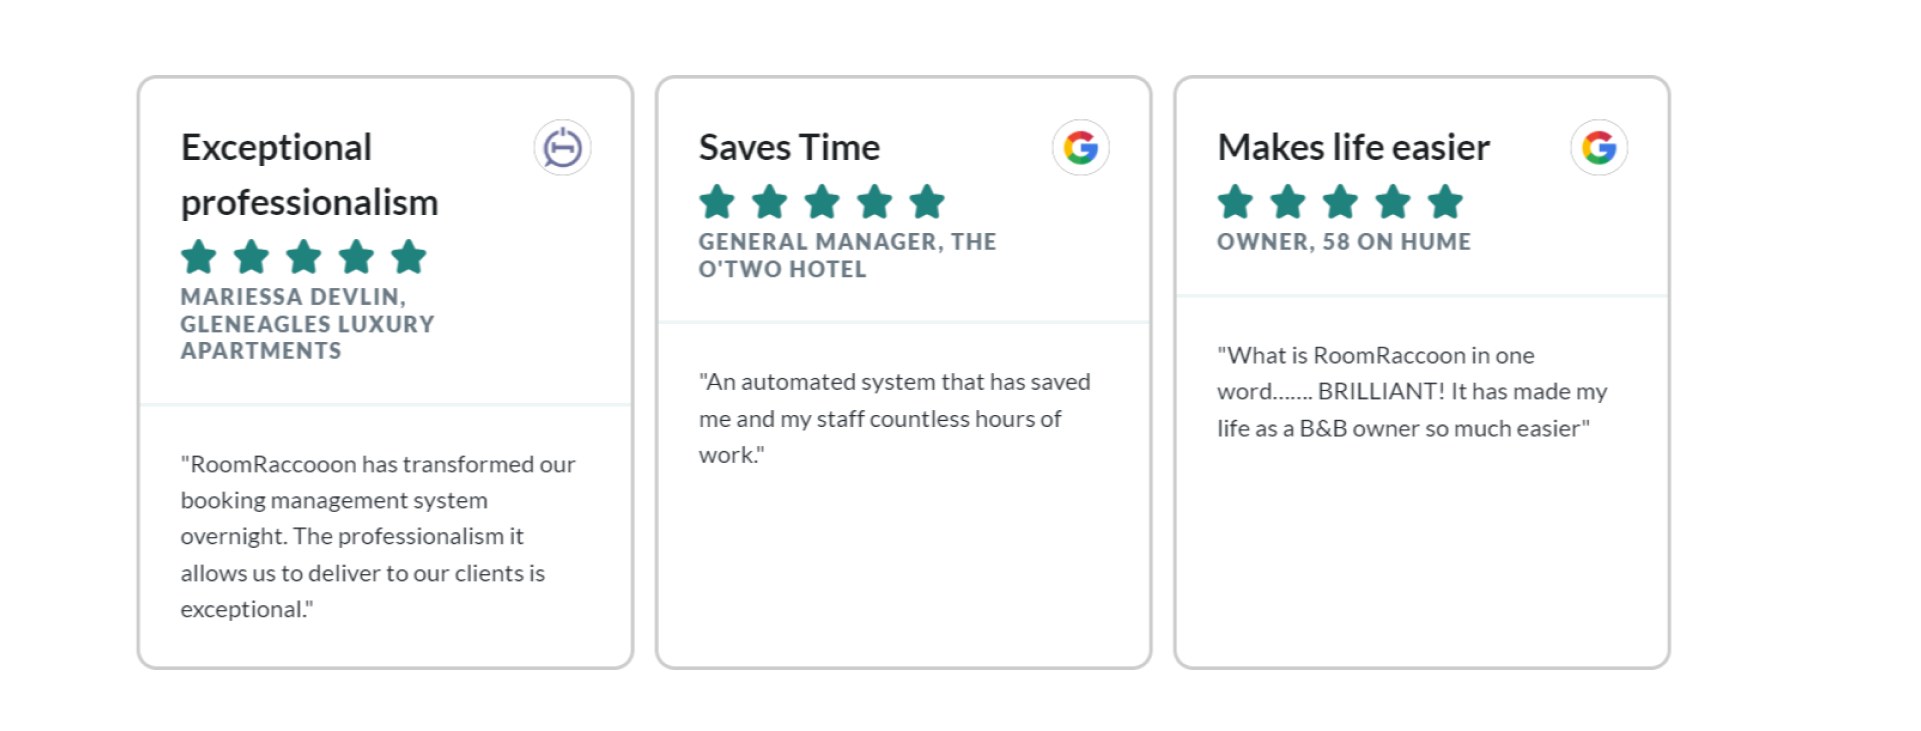 Exceptional
professionalism
MARIESSA DEVLIN,
GLENEAGLES LUXURY
APARTMENTS
"RoomRaccooon has transformed our
booking management system
overnight. The professionalism it
allows us to deliver to our clients is
exceptional."
Saves Time
GENERAL MANAGER, THE
O'TWO HOTEL
"An automated system that has saved
me and my staff countless hours of
work."
Makes life easier
OWNER, 58 ON HUME
"What is RoomRaccoon in one
word....... BRILLIANT! It has made my
life as a B&B owner so much easier"